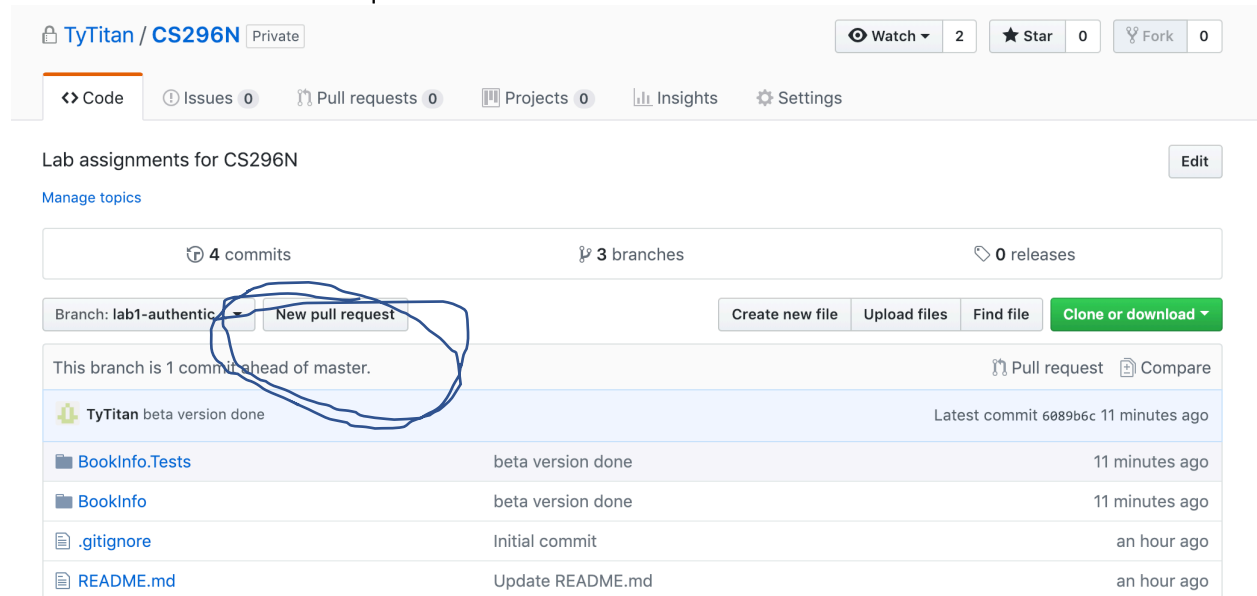 TyTitan / CS296N Private Watch 2 Star 0 Fork 0
Code Issues 0 Pull requests 0 Projects 0 Insights Settings
Lab assignments for CS296N Edit
Manage topics
4 commits 3 branches 0 releases
Branch: lab1-authentic... New pull request Create new file Upload files Find file Clone or download
This branch is 1 commit ahead of master. Pull request Compare
TyTitan beta version done Latest commit 6089b6c 11 minutes ago
BookInfo.Tests beta version done 11 minutes ago
BookInfo beta version done 11 minutes ago
.gitignore Initial commit an hour ago
README.md Update README.md an hour ago